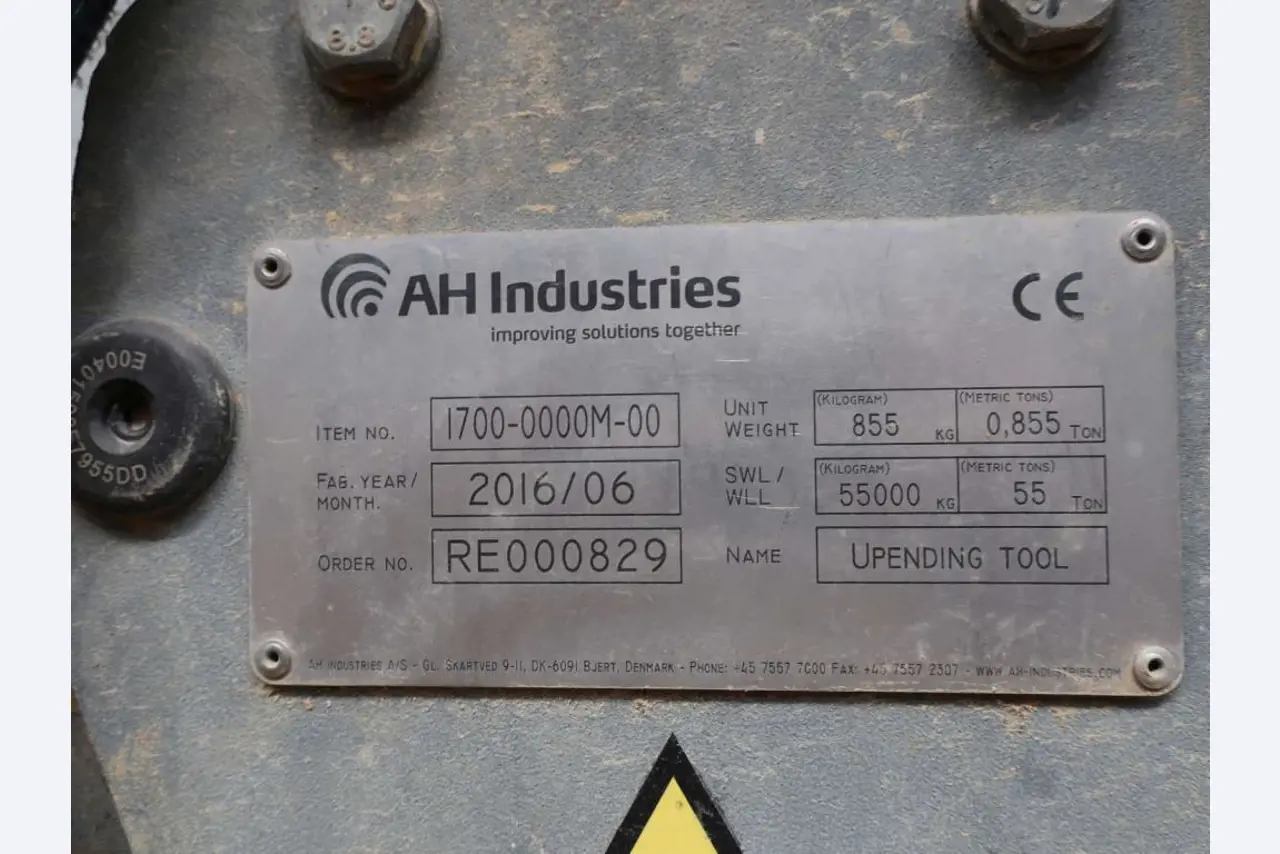 8.8
AH Industries
improving solutions together
CE
ITEM NO. 1700-0000M-00
FAB. YEAR/ MONTH. 2016/06
ORDER NO. RE000829
UNIT WEIGHT (KILOGRAM) 855 KG (METRIC TONS) 0,855 TON
SWL/ WLL (KILOGRAM) 55000 KG (METRIC TONS) 55 TON
NAME UPENDING TOOL
AH INDUSTRIES A/S - GL. SKARTVED 9-11, DK-6091 BJERT, DENMARK - PHONE: +45 7557 7000 FAX: +45 7557 2307 - WWW.AH-INDUSTRIES.COM